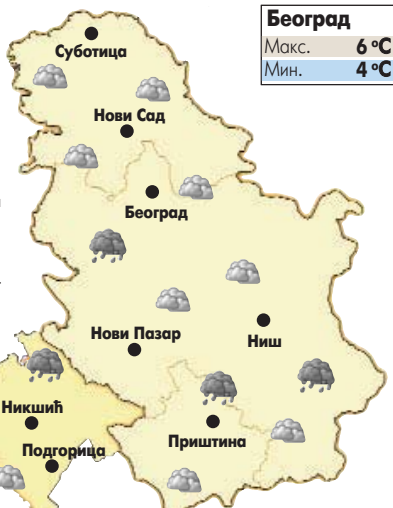 Београд
Макс. 6 °C
Мин. 4 °C
Суботица
Нови Сад
Београд
Нови Пазар
Ниш
Никшић
Приштина
Подгорица